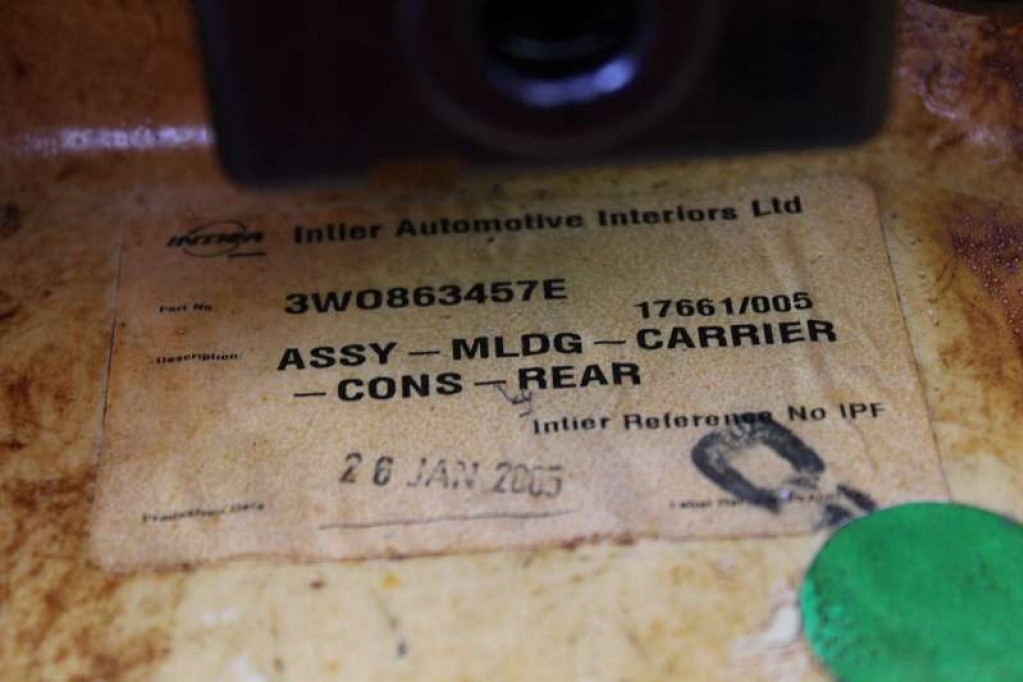 INTIER Intier Automotive Interiors Ltd
Part No 3W0863457E 17661/005
Description: ASSY–MLDG–CARRIER
–CONS–REAR
Intier Reference No IPF
26 JAN 2005
Production Date